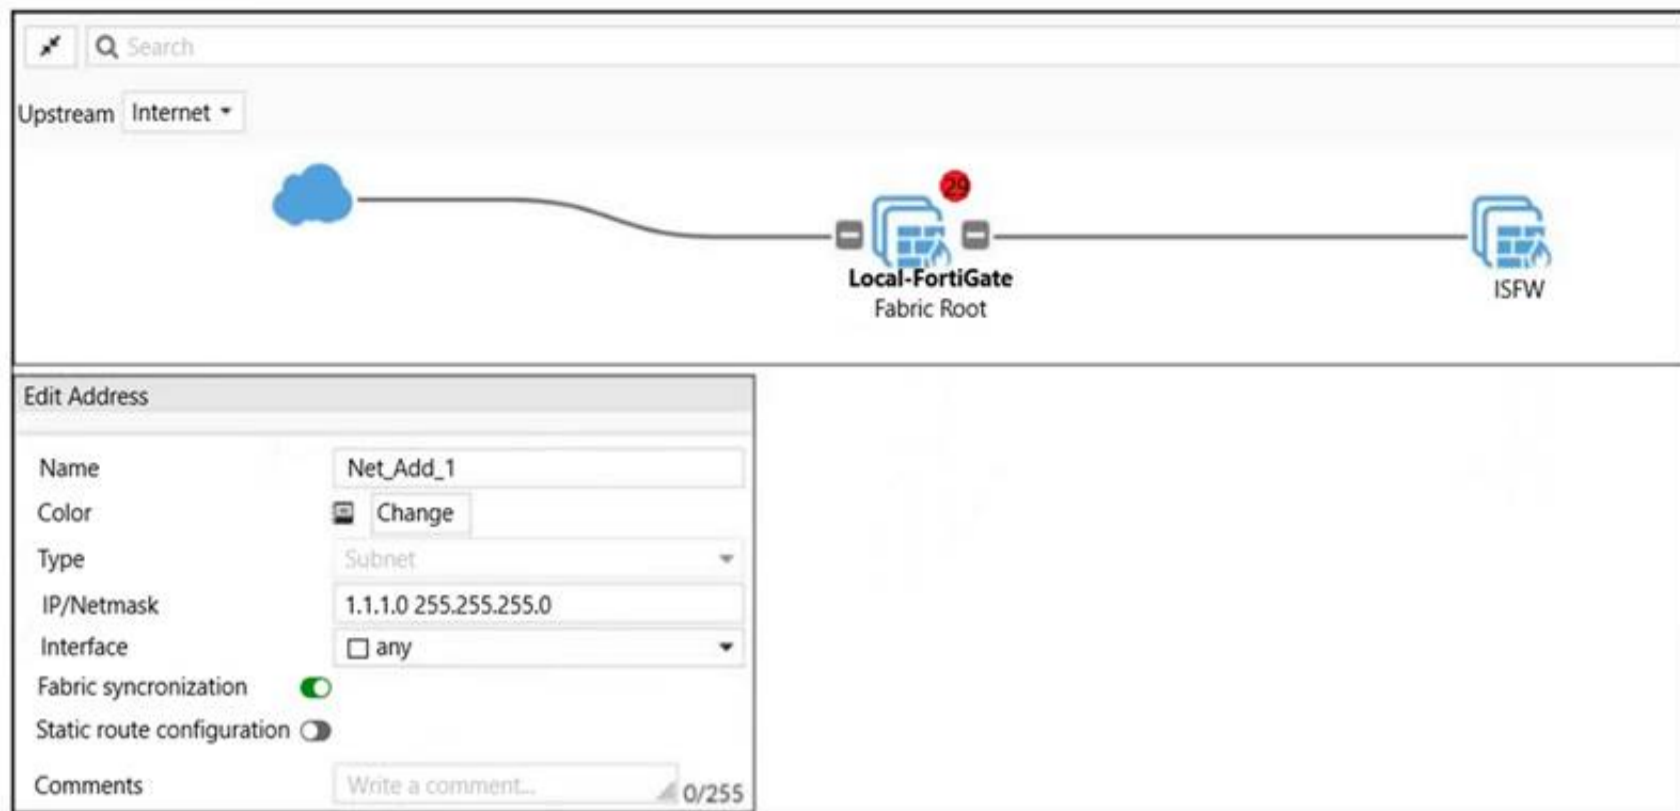 Search
Upstream Internet
29
Local-FortiGate
Fabric Root
ISFW
Edit Address
Name Net_Add_1
Color Change
Type Subnet
IP/Netmask 1.1.1.0 255.255.255.0
Interface any
Fabric syncronization
Static route configuration
Comments Write a comment... 0/255